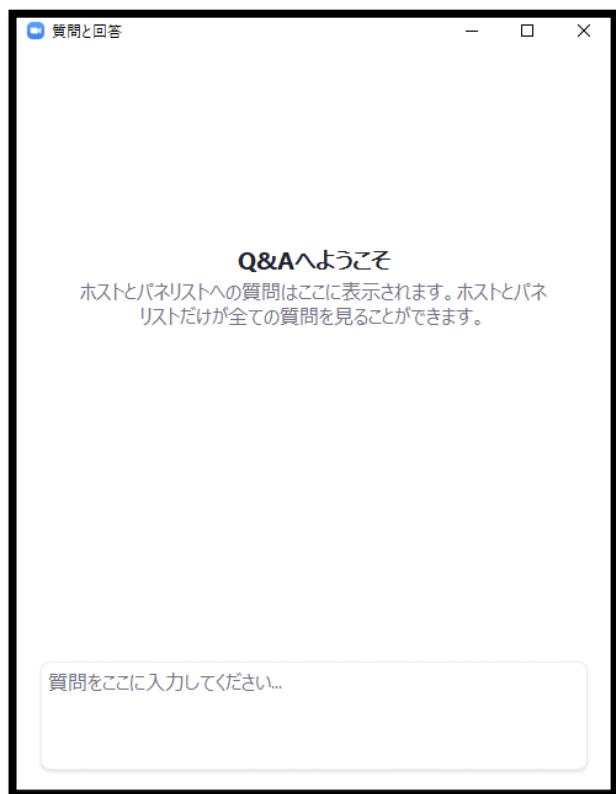 質問と回答
Q&Aへようこそ
ホストとパネリストへの質問はここに表示されます。ホストとパネ
リストだけが全ての質問を見ることができます。
質問をここに入力してください...